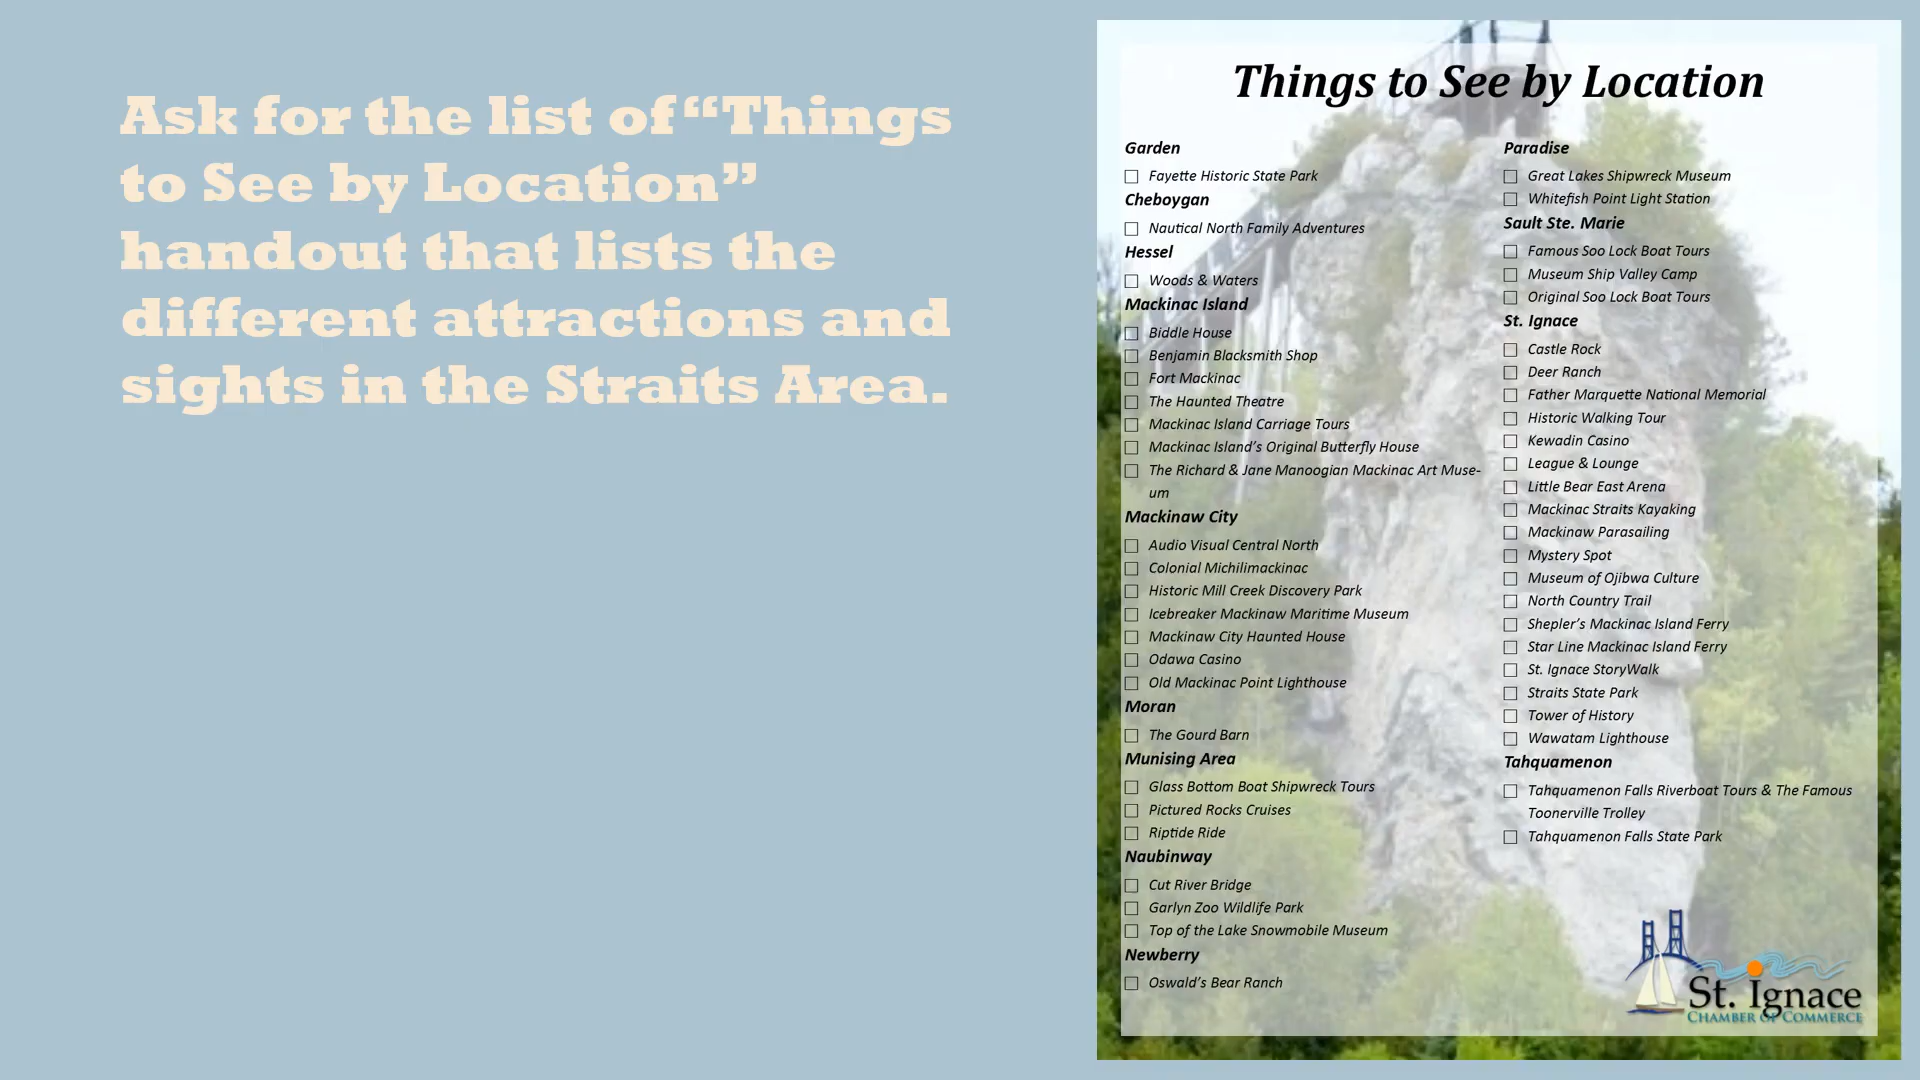 Ask for the list of “Things
to See by Location”
handout that lists the
different attractions and
sights in the Straits Area.
Things to See by Location
Garden
Fayette Historic State Park
Cheboygan
Nautical North Family Adventures
Hessel
Woods & Waters
Mackinac Island
Biddle House
Benjamin Blacksmith Shop
Fort Mackinac
The Haunted Theatre
Mackinac Island Carriage Tours
Mackinac Island’s Original Butterfly House
The Richard & Jane Manoogian Mackinac Art Muse-
um
Mackinaw City
Audio Visual Central North
Colonial Michilimackinac
Historic Mill Creek Discovery Park
Icebreaker Mackinaw Maritime Museum
Mackinaw City Haunted House
Odawa Casino
Old Mackinac Point Lighthouse
Moran
The Gourd Barn
Munising Area
Glass Bottom Boat Shipwreck Tours
Pictured Rocks Cruises
Riptide Ride
Naubinway
Cut River Bridge
Garlyn Zoo Wildlife Park
Top of the Lake Snowmobile Museum
Newberry
Oswald’s Bear Ranch
Paradise
Great Lakes Shipwreck Museum
Whitefish Point Light Station
Sault Ste. Marie
Famous Soo Lock Boat Tours
Museum Ship Valley Camp
Original Soo Lock Boat Tours
St. Ignace
Castle Rock
Deer Ranch
Father Marquette National Memorial
Historic Walking Tour
Kewadin Casino
League & Lounge
Little Bear East Arena
Mackinac Straits Kayaking
Mackinaw Parasailing
Mystery Spot
Museum of Ojibwa Culture
North Country Trail
Shepler’s Mackinac Island Ferry
Star Line Mackinac Island Ferry
St. Ignace StoryWalk
Straits State Park
Tower of History
Wawatam Lighthouse
Tahquamenon
Tahquamenon Falls Riverboat Tours & The Famous
Toonerville Trolley
Tahquamenon Falls State Park
St. Ignace
CHAMBER OF COMMERCE